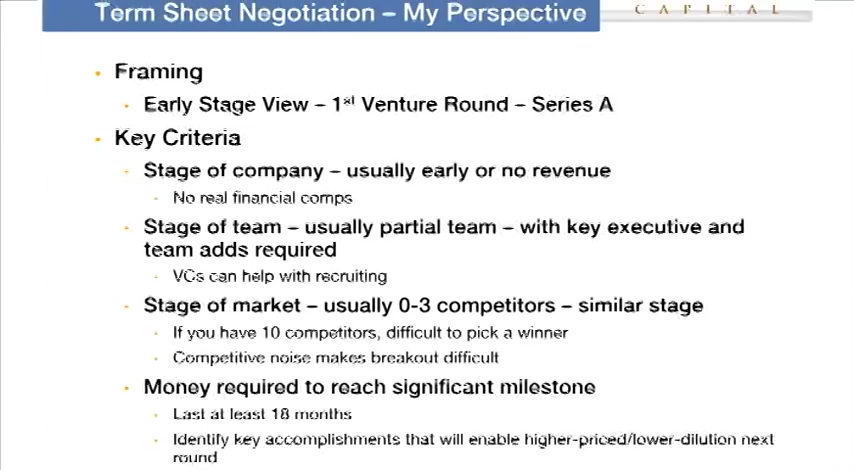 Term Sheet Negotiation – My Perspective
CAPITAL
Framing
Early Stage View – 1st Venture Round – Series A
Key Criteria
Stage of company – usually early or no revenue
No real financial comps
Stage of team – usually partial team – with key executive and
team adds required
VCs can help with recruiting
Stage of market – usually 0-3 competitors – similar stage
If you have 10 competitors, difficult to pick a winner
Competitive noise makes breakout difficult
Money required to reach significant milestone
Last at least 18 months
Identify key accomplishments that will enable higher-priced/lower-dilution next
round